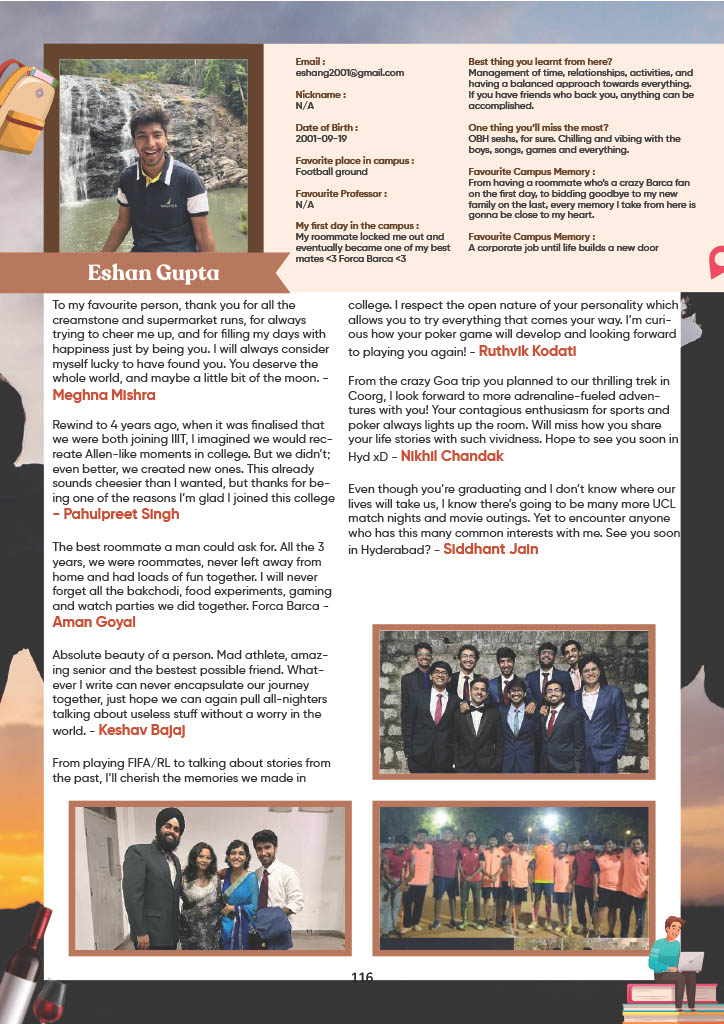 Email :
eshang2001@gmail.com
Nickname :
N/A
Date of Birth :
2001-09-19
Favorite place in campus :
Football ground
Favourite Professor :
N/A
My first day in the campus :
My roommate locked me out and
eventually became one of my best
mates <3 Forca Barca <3
Best thing you learnt from here?
Management of time, relationships, activities, and
having a balanced approach towards everything.
If you have friends who back you, anything can be
accomplished.
One thing you'll miss the most?
OBH seshs, for sure. Chilling and vibing with the
boys, songs, games and everything.
Favourite Campus Memory :
From having a roommate who's a crazy Barca fan
on the first day, to bidding goodbye to my new
family on the last, every memory I take from here is
gonna be close to my heart.
Favourite Campus Memory :
A corporate job until life builds a new door
Eshan Gupta
To my favourite person, thank you for all the
creamstone and supermarket runs, for always
trying to cheer me up, and for filling my days with
happiness just by being you. I will always consider
myself lucky to have found you. You deserve the
whole world, and maybe a little bit of the moon. -
Meghna Mishra
Rewind to 4 years ago, when it was finalised that
we were both joining IIIT, I imagined we would rec-
reate Allen-like moments in college. But we didn't;
even better, we created new ones. This already
sounds cheesier than I wanted, but thanks for be-
ing one of the reasons I'm glad I joined this college
- Pahulpreet Singh
The best roommate a man could ask for. All the 3
years, we were roommates, never left away from
home and had loads of fun together. I will never
forget all the bakchodi, food experiments, gaming
and watch parties we did together. Forca Barca -
Aman Goyal
Absolute beauty of a person. Mad athlete, amaz-
ing senior and the bestest possible friend. What-
ever I write can never encapsulate our journey
together, just hope we can again pull all-nighters
talking about useless stuff without a worry in the
world. - Keshav Bajaj
From playing FIFA/RL to talking about stories from
the past, I'll cherish the memories we made in
college. I respect the open nature of your personality which
allows you to try everything that comes your way. I'm curi-
ous how your poker game will develop and looking forward
to playing you again! - Ruthvik Kodati
From the crazy Goa trip you planned to our thrilling trek in
Coorg, I look forward to more adrenaline-fueled adven-
tures with you! Your contagious enthusiasm for sports and
poker always lights up the room. Will miss how you share
your life stories with such vividness. Hope to see you soon in
Hyd xD - Nikhil Chandak
Even though you're graduating and I don't know where our
lives will take us, I know there's going to be many more UCL
match nights and movie outings. Yet to encounter anyone
who has this many common interests with me. See you soon
in Hyderabad? - Siddhant Jain
116